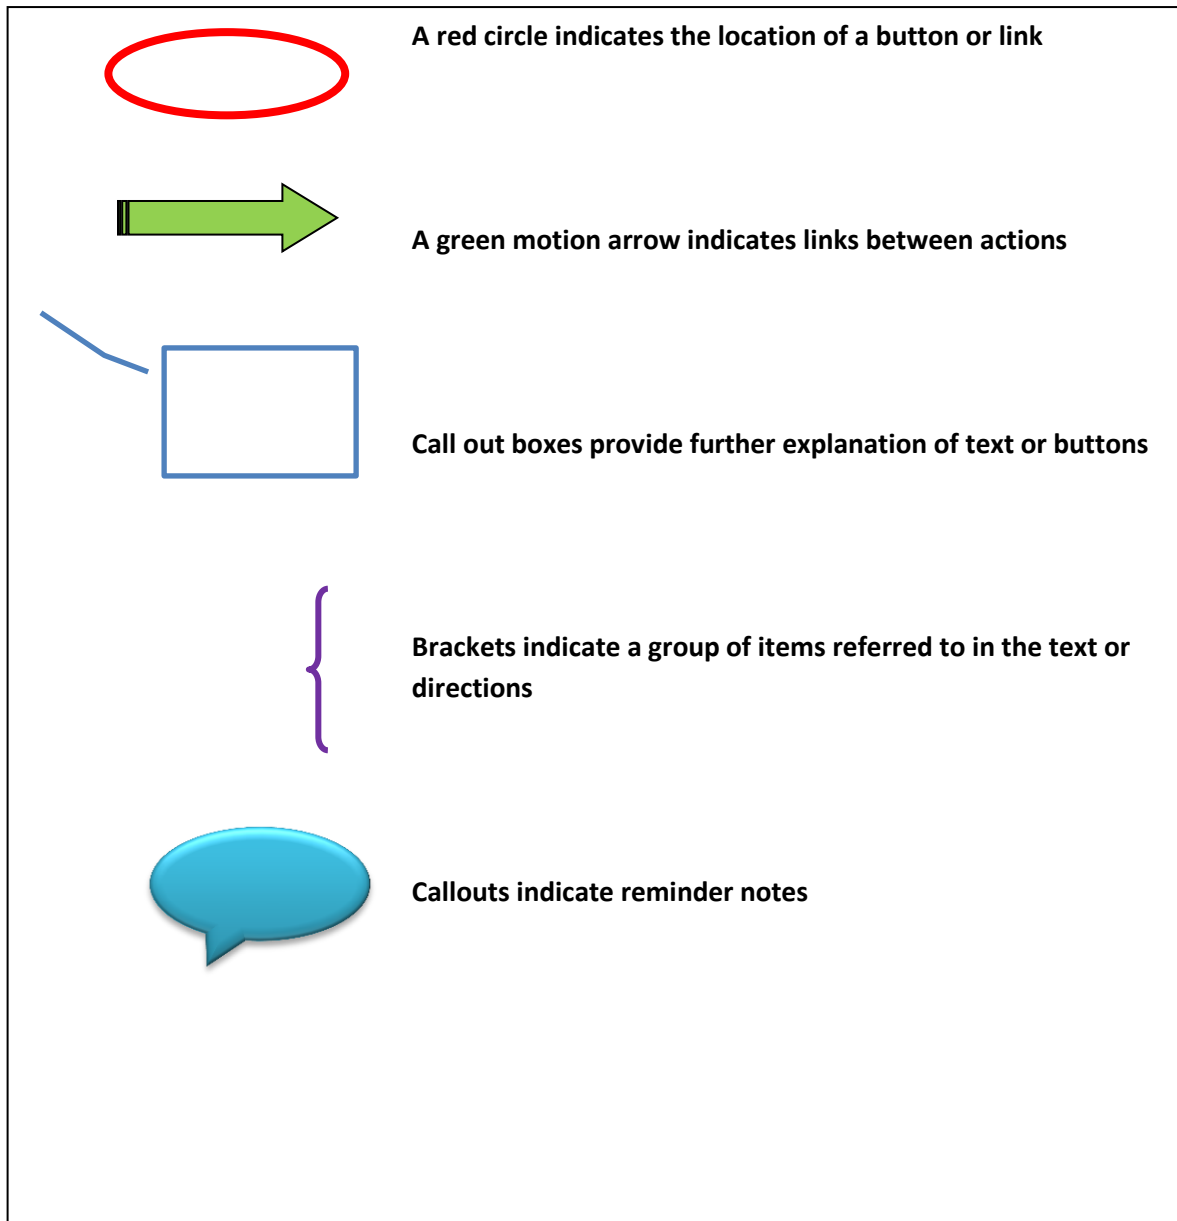 A red circle indicates the location of a button or link
A green motion arrow indicates links between actions
Call out boxes provide further explanation of text or buttons
Brackets indicate a group of items referred to in the text or
directions
Callouts indicate reminder notes